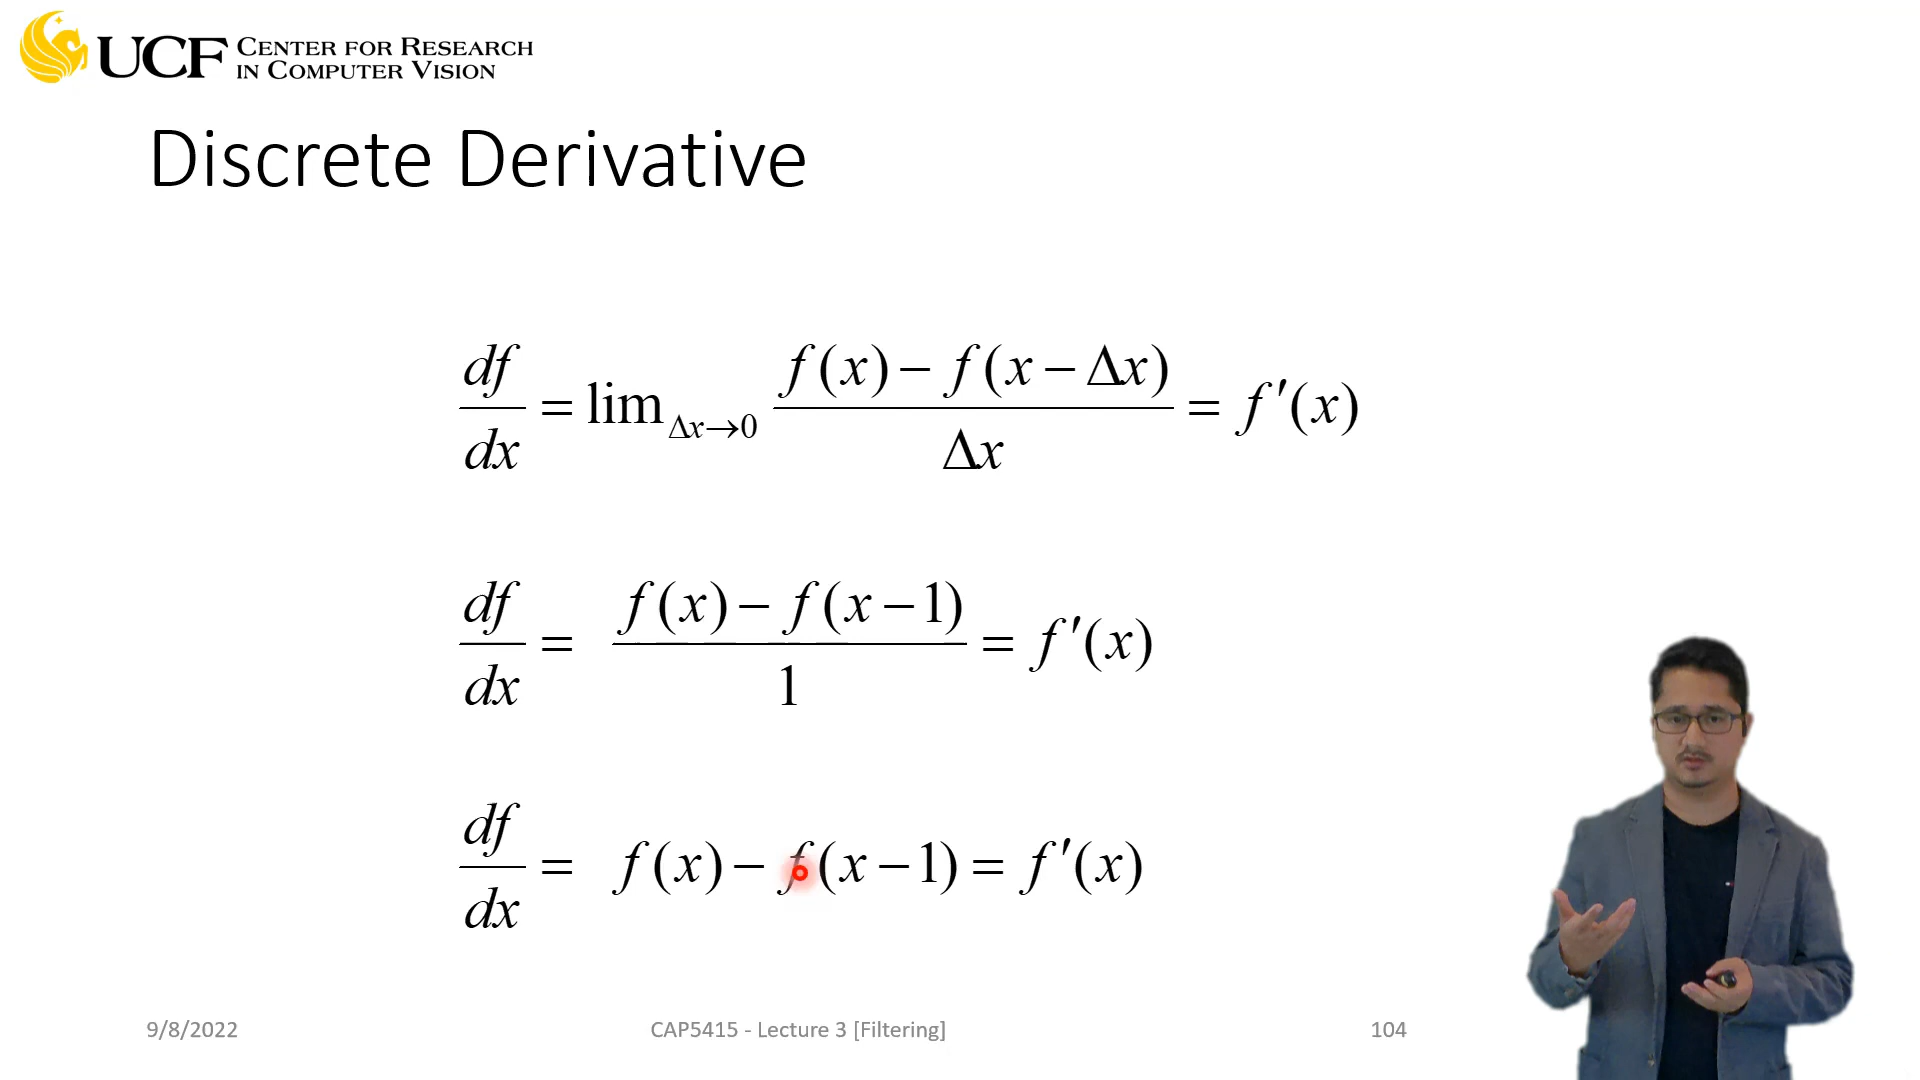 UCF CENTER FOR RESEARCH
IN COMPUTER VISION
Discrete Derivative
df/dx = lim Δx→0 (f(x) − f(x − Δx))/Δx = f′(x)
df/dx = (f(x) − f(x − 1))/1 = f′(x)
df/dx = f(x) − f(x − 1) = f′(x)
9/8/2022
CAP5415 - Lecture 3 [Filtering]
104